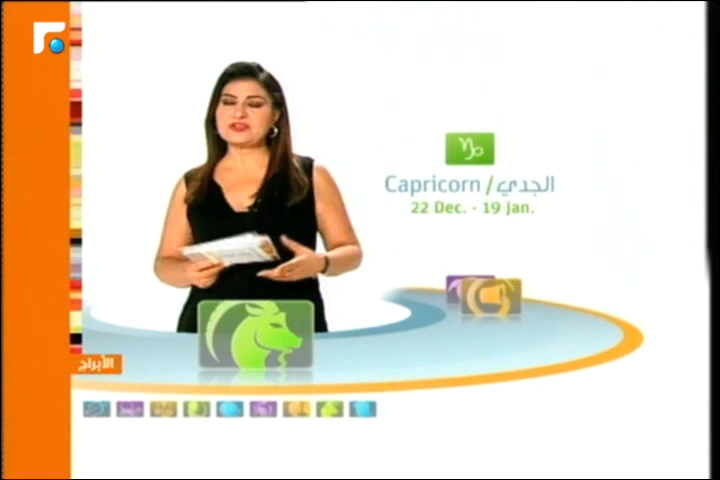 Capricorn / الجدي
22 Dec. - 19 Jan.
الأبراج